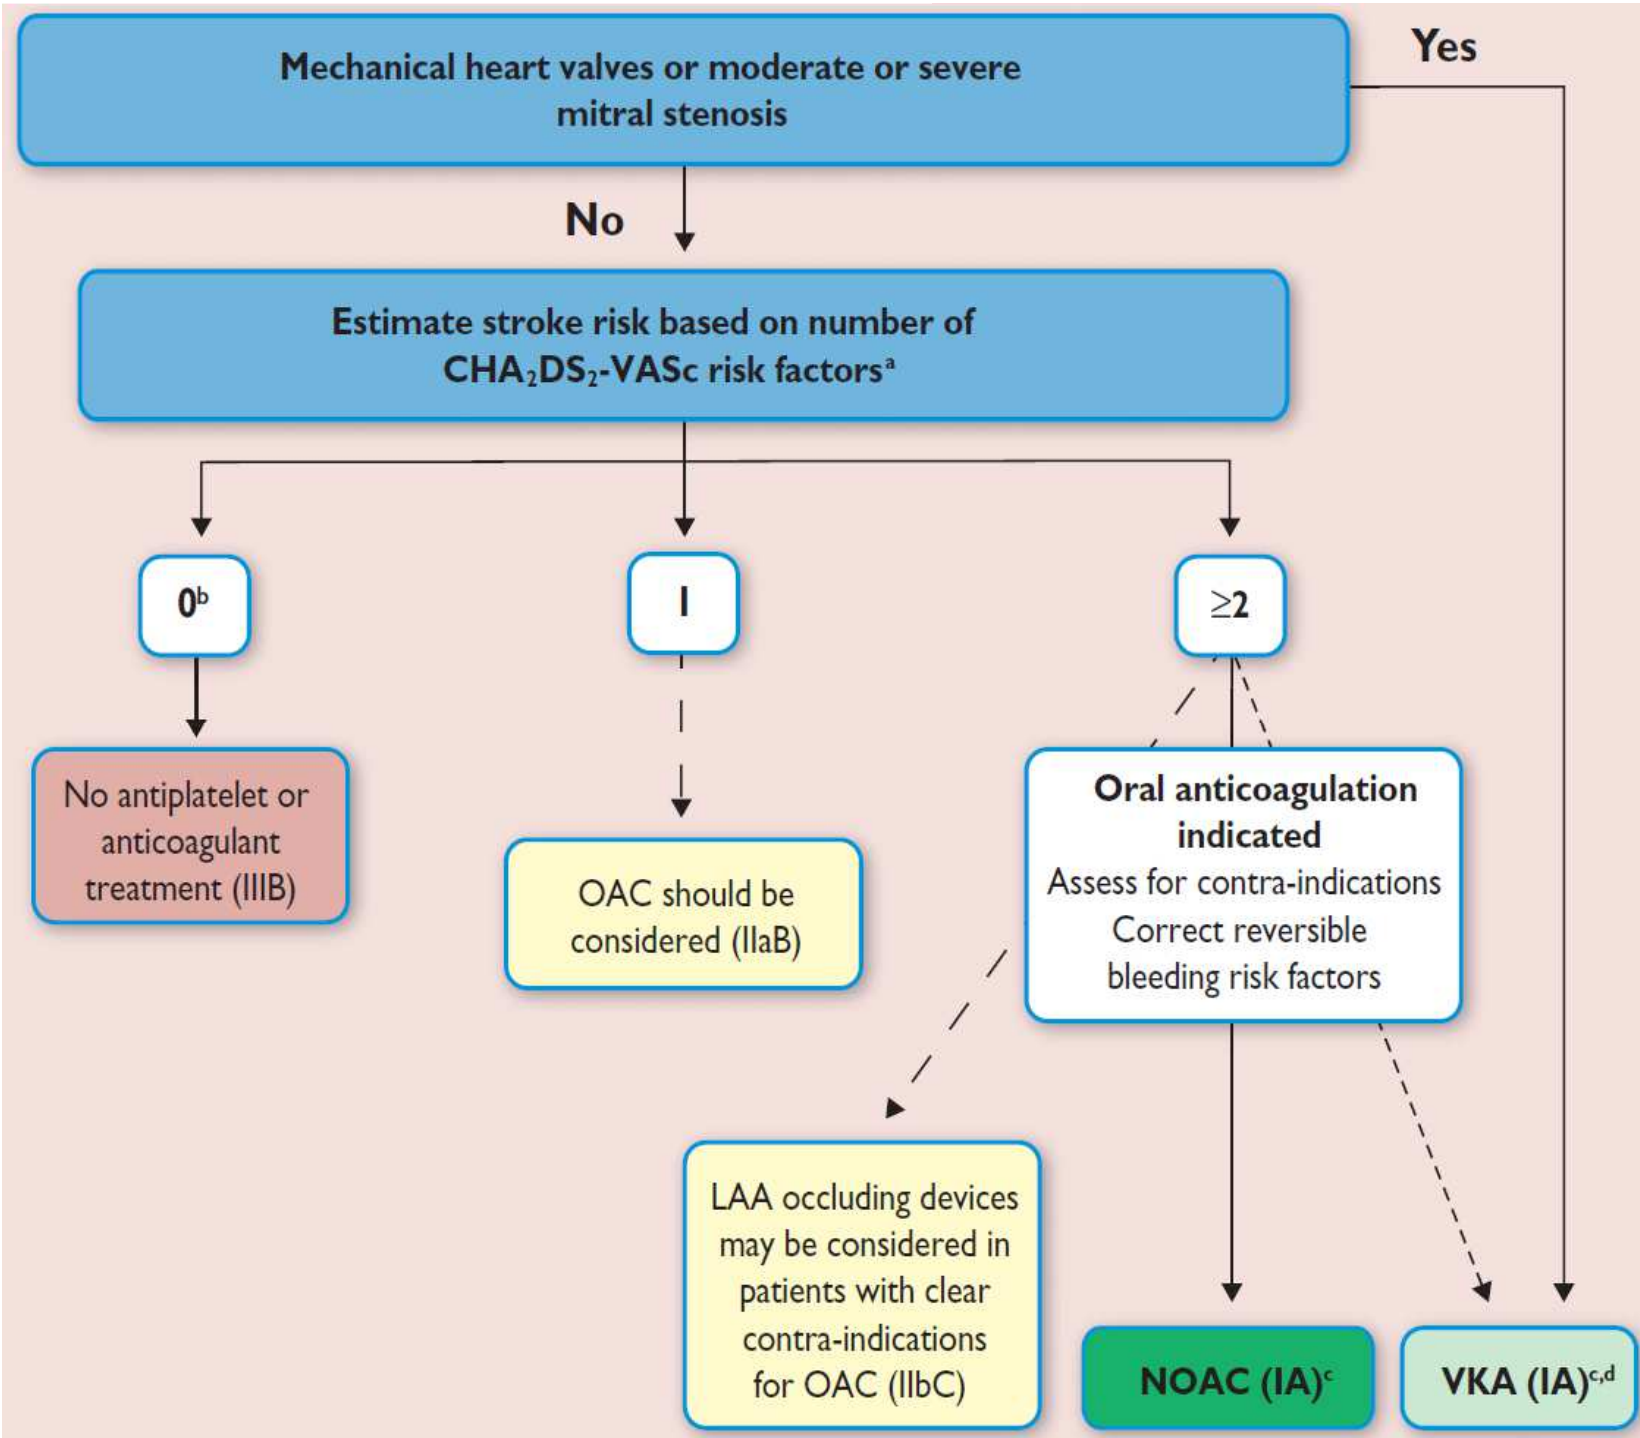 Mechanical heart valves or moderate or severe
mitral stenosis
Yes
No
Estimate stroke risk based on number of
CHA₂DS₂-VASc risk factorsᵃ
0ᵇ
1
≥2
No antiplatelet or
anticoagulant
treatment (IIIB)
OAC should be
considered (IIaB)
Oral anticoagulation
indicated
Assess for contra-indications
Correct reversible
bleeding risk factors
LAA occluding devices
may be considered in
patients with clear
contra-indications
for OAC (IIbC)
NOAC (IA)ᶜ
VKA (IA)ᶜ,ᵈ